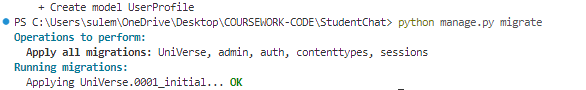 + Create model UserProfile
PS C:\Users\sulem\OneDrive\Desktop\COURSEWORK-CODE\StudentChat> python manage.py migrate
Operations to perform:
Apply all migrations: UniVerse, admin, auth, contenttypes, sessions
Running migrations:
Applying UniVerse.0001_initial... OK